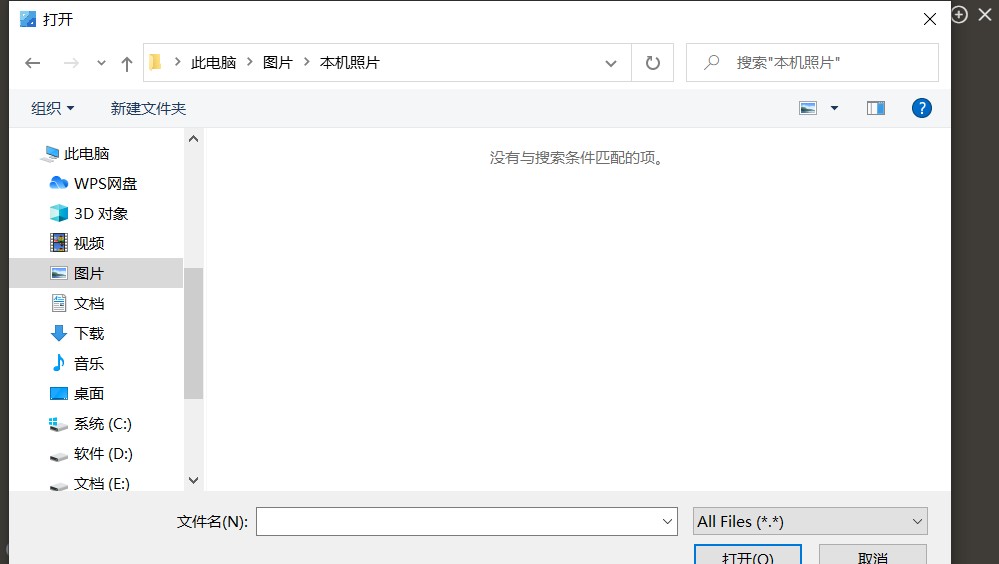 打开
此电脑 图片 本机照片 搜索"本机照片"
组织 新建文件夹
没有与搜索条件匹配的项。
此电脑
WPS网盘
3D 对象
视频
图片
文档
下载
音乐
桌面
系统 (C:)
软件 (D:)
文档 (E:)
文件名(N): All Files (*.*)
打开(O) 取消